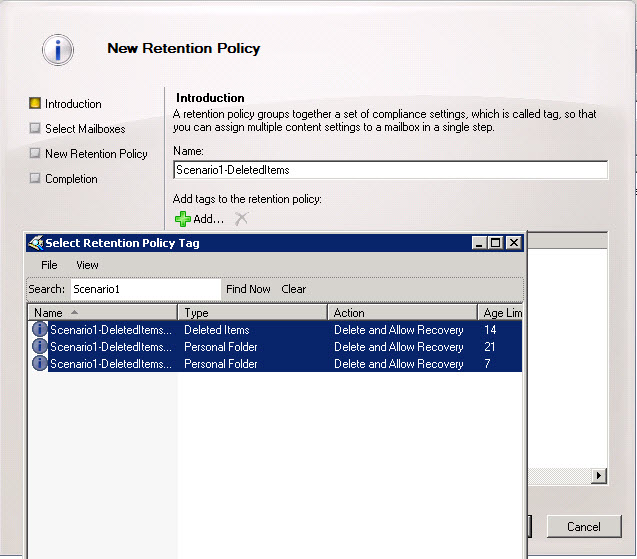 New Retention Policy
Introduction
Select Mailboxes
New Retention Policy
Completion
Introduction
A retention policy groups together a set of compliance settings, which is called tag, so that
you can assign multiple content settings to a mailbox in a single step.
Name:
Scenario1-DeletedItems
Add tags to the retention policy:
Add...
Select Retention Policy Tag
File View
Search: Scenario1 Find Now Clear
Name Type Action Age Lim
Scenario1-DeletedItems... Deleted Items Delete and Allow Recovery 14
Scenario1-DeletedItems... Personal Folder Delete and Allow Recovery 21
Scenario1-DeletedItems... Personal Folder Delete and Allow Recovery 7
Cancel